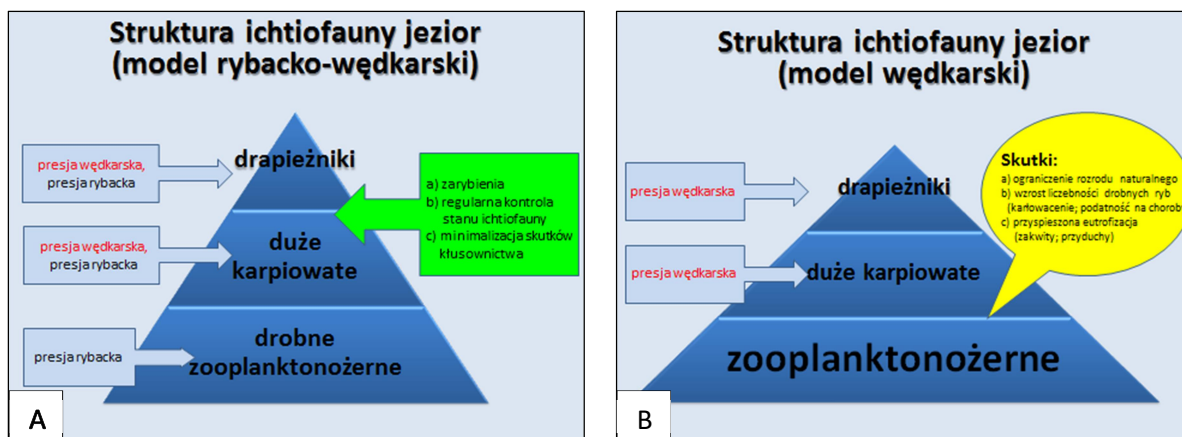 Struktura ichtiofauny jezior
(model rybacko-wędkarski)
presja wędkarska,
presja rybacka
presja wędkarska,
presja rybacka
presja rybacka
drapieżniki
duże
karpiowate
drobne
zooplanktonożerne
a) zarybienia
b) regularna kontrola
stanu ichtiofauny
c) minimalizacja skutków
kłusownictwa
A
Struktura ichtiofauny jezior
(model wędkarski)
presja wędkarska
presja wędkarska
drapieżniki
duże karpiowate
zooplanktonożerne
Skutki:
a) ograniczenie rozrodu naturalnego
b) wzrost liczebności drobnych ryb
(karłowacenie; podatność na choroby
c) przyspieszona eutrofizacja
(zakwity; przyduchy)
B